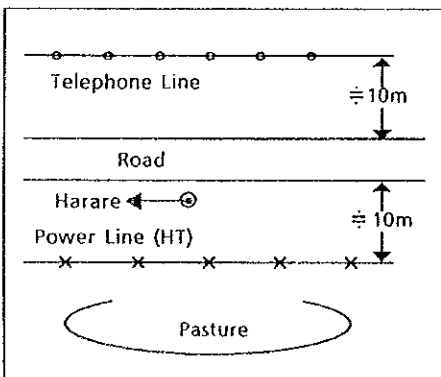 Telephone Line
≒10m
Road
Harare
≒10m
Power Line (HT)
Pasture